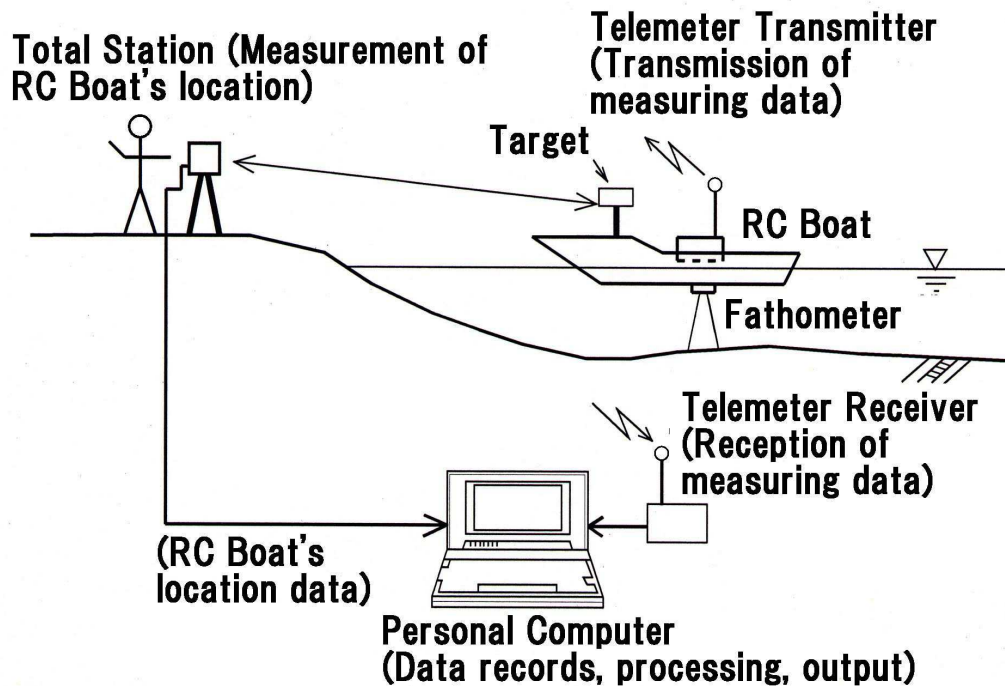 Total Station (Measurement of
RC Boat's location)
Telemeter Transmitter
(Transmission of
measuring data)
Target
RC Boat
Fathometer
Telemeter Receiver
(Reception of
measuring data)
(RC Boat's
location data)
Personal Computer
(Data records, processing, output)